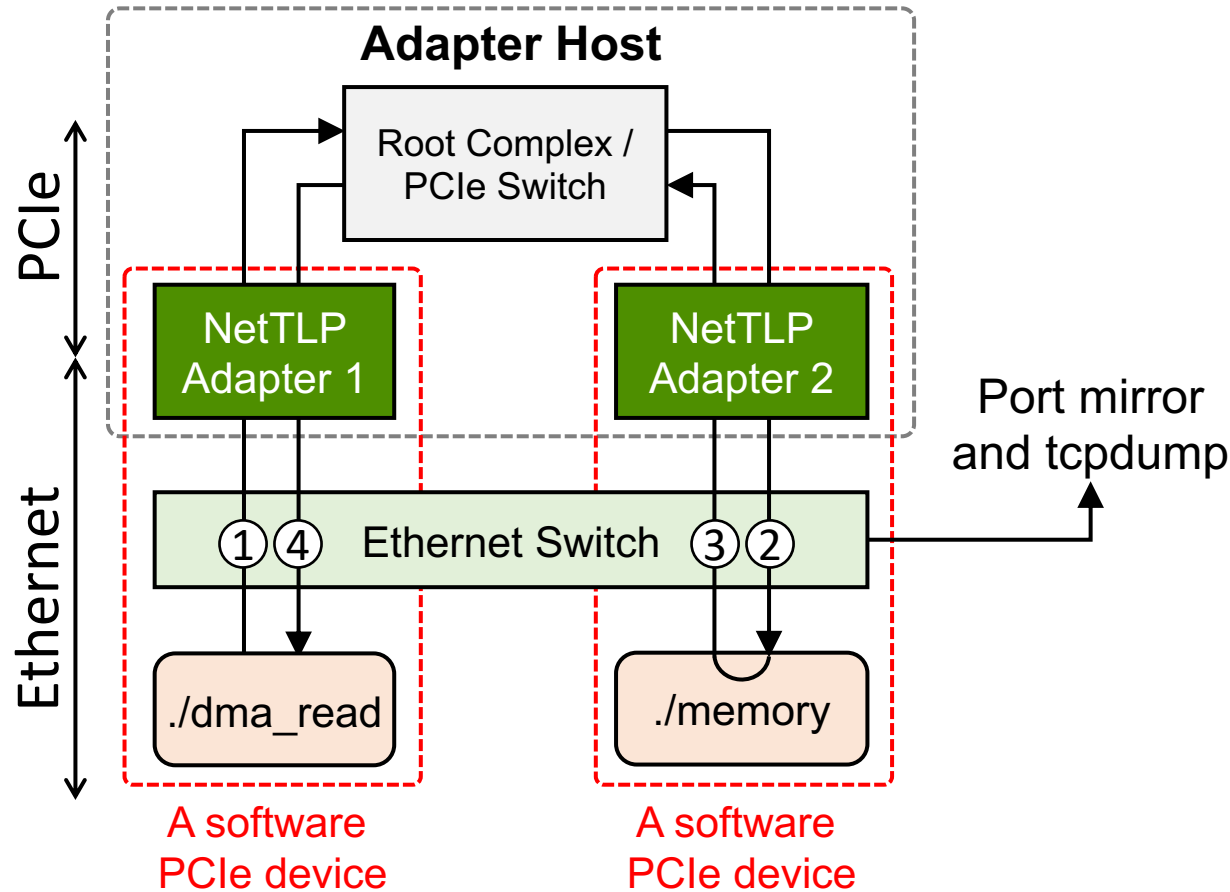 Adapter Host
Root Complex /
PCIe Switch
PCIe
NetTLP
Adapter 1
NetTLP
Adapter 2
Port mirror
and tcpdump
Ethernet
1
4
Ethernet Switch
3
2
./dma_read
./memory
A software
PCIe device
A software
PCIe device